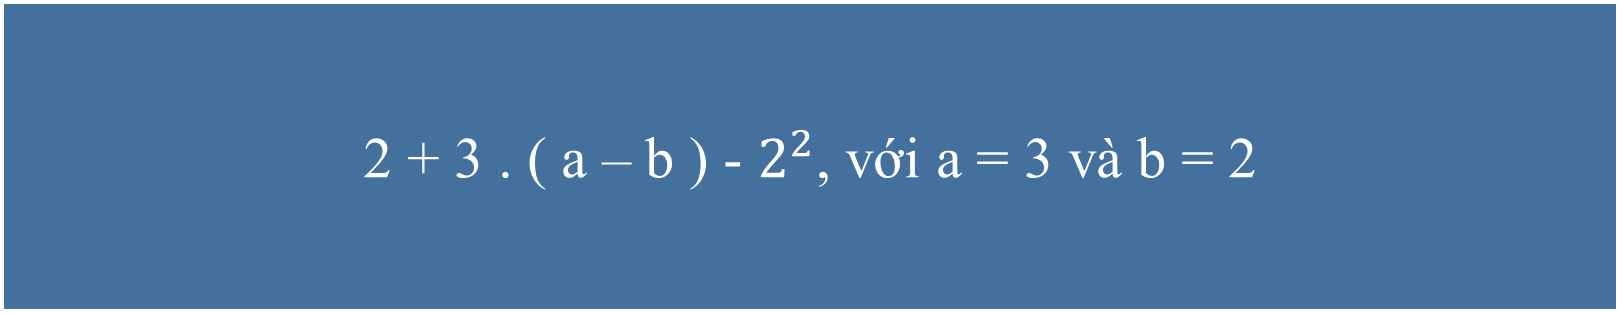 2 + 3 . ( a – b ) - 2², với a = 3 và b = 2